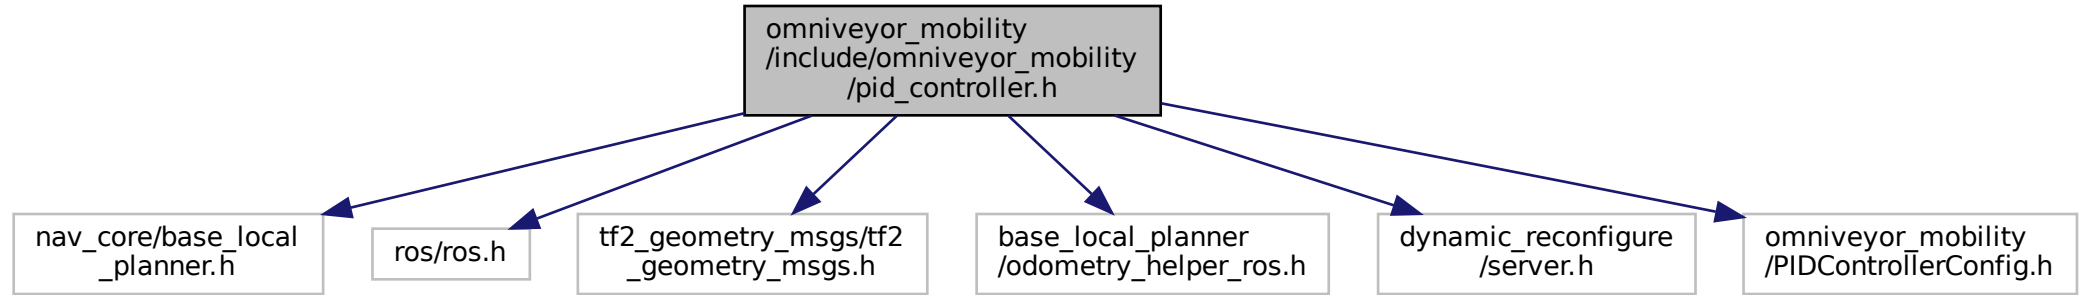 omniveyor_mobility
/include/omniveyor_mobility
/pid_controller.h
nav_core/base_local
_planner.h
ros/ros.h
tf2_geometry_msgs/tf2
_geometry_msgs.h
base_local_planner
/odometry_helper_ros.h
dynamic_reconfigure
/server.h
omniveyor_mobility
/PIDControllerConfig.h